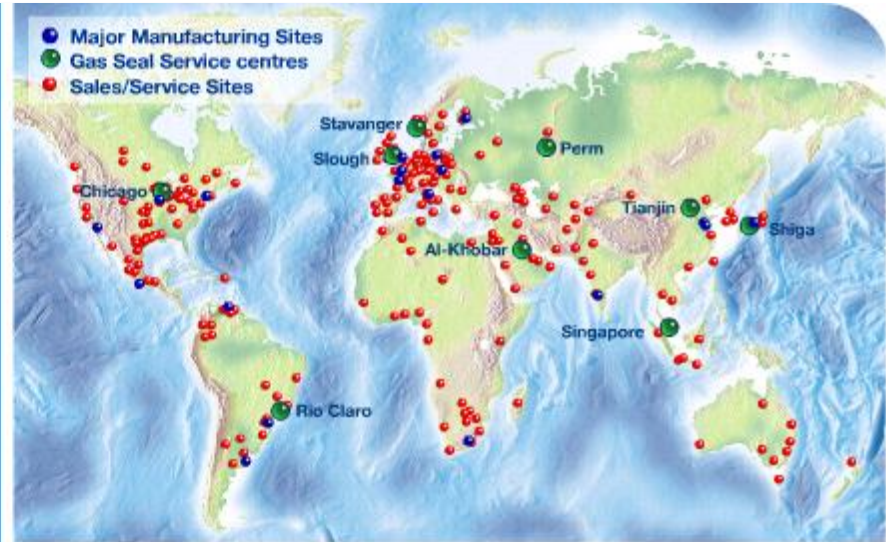 Major Manufacturing Sites
Gas Seal Service centres
Sales/Service Sites
Stavanger
Slough
Perm
Chicago
Tianjin
Shiga
Al-Khobar
Singapore
Rio Claro